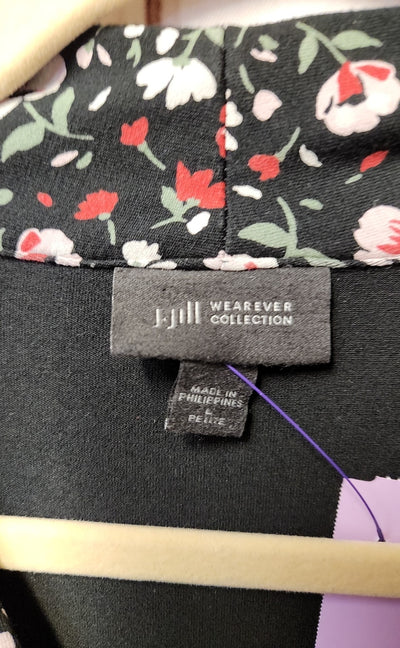 J.Jill WEAREVER
COLLECTION
MADE IN
PHILIPPINES
L
PETITE